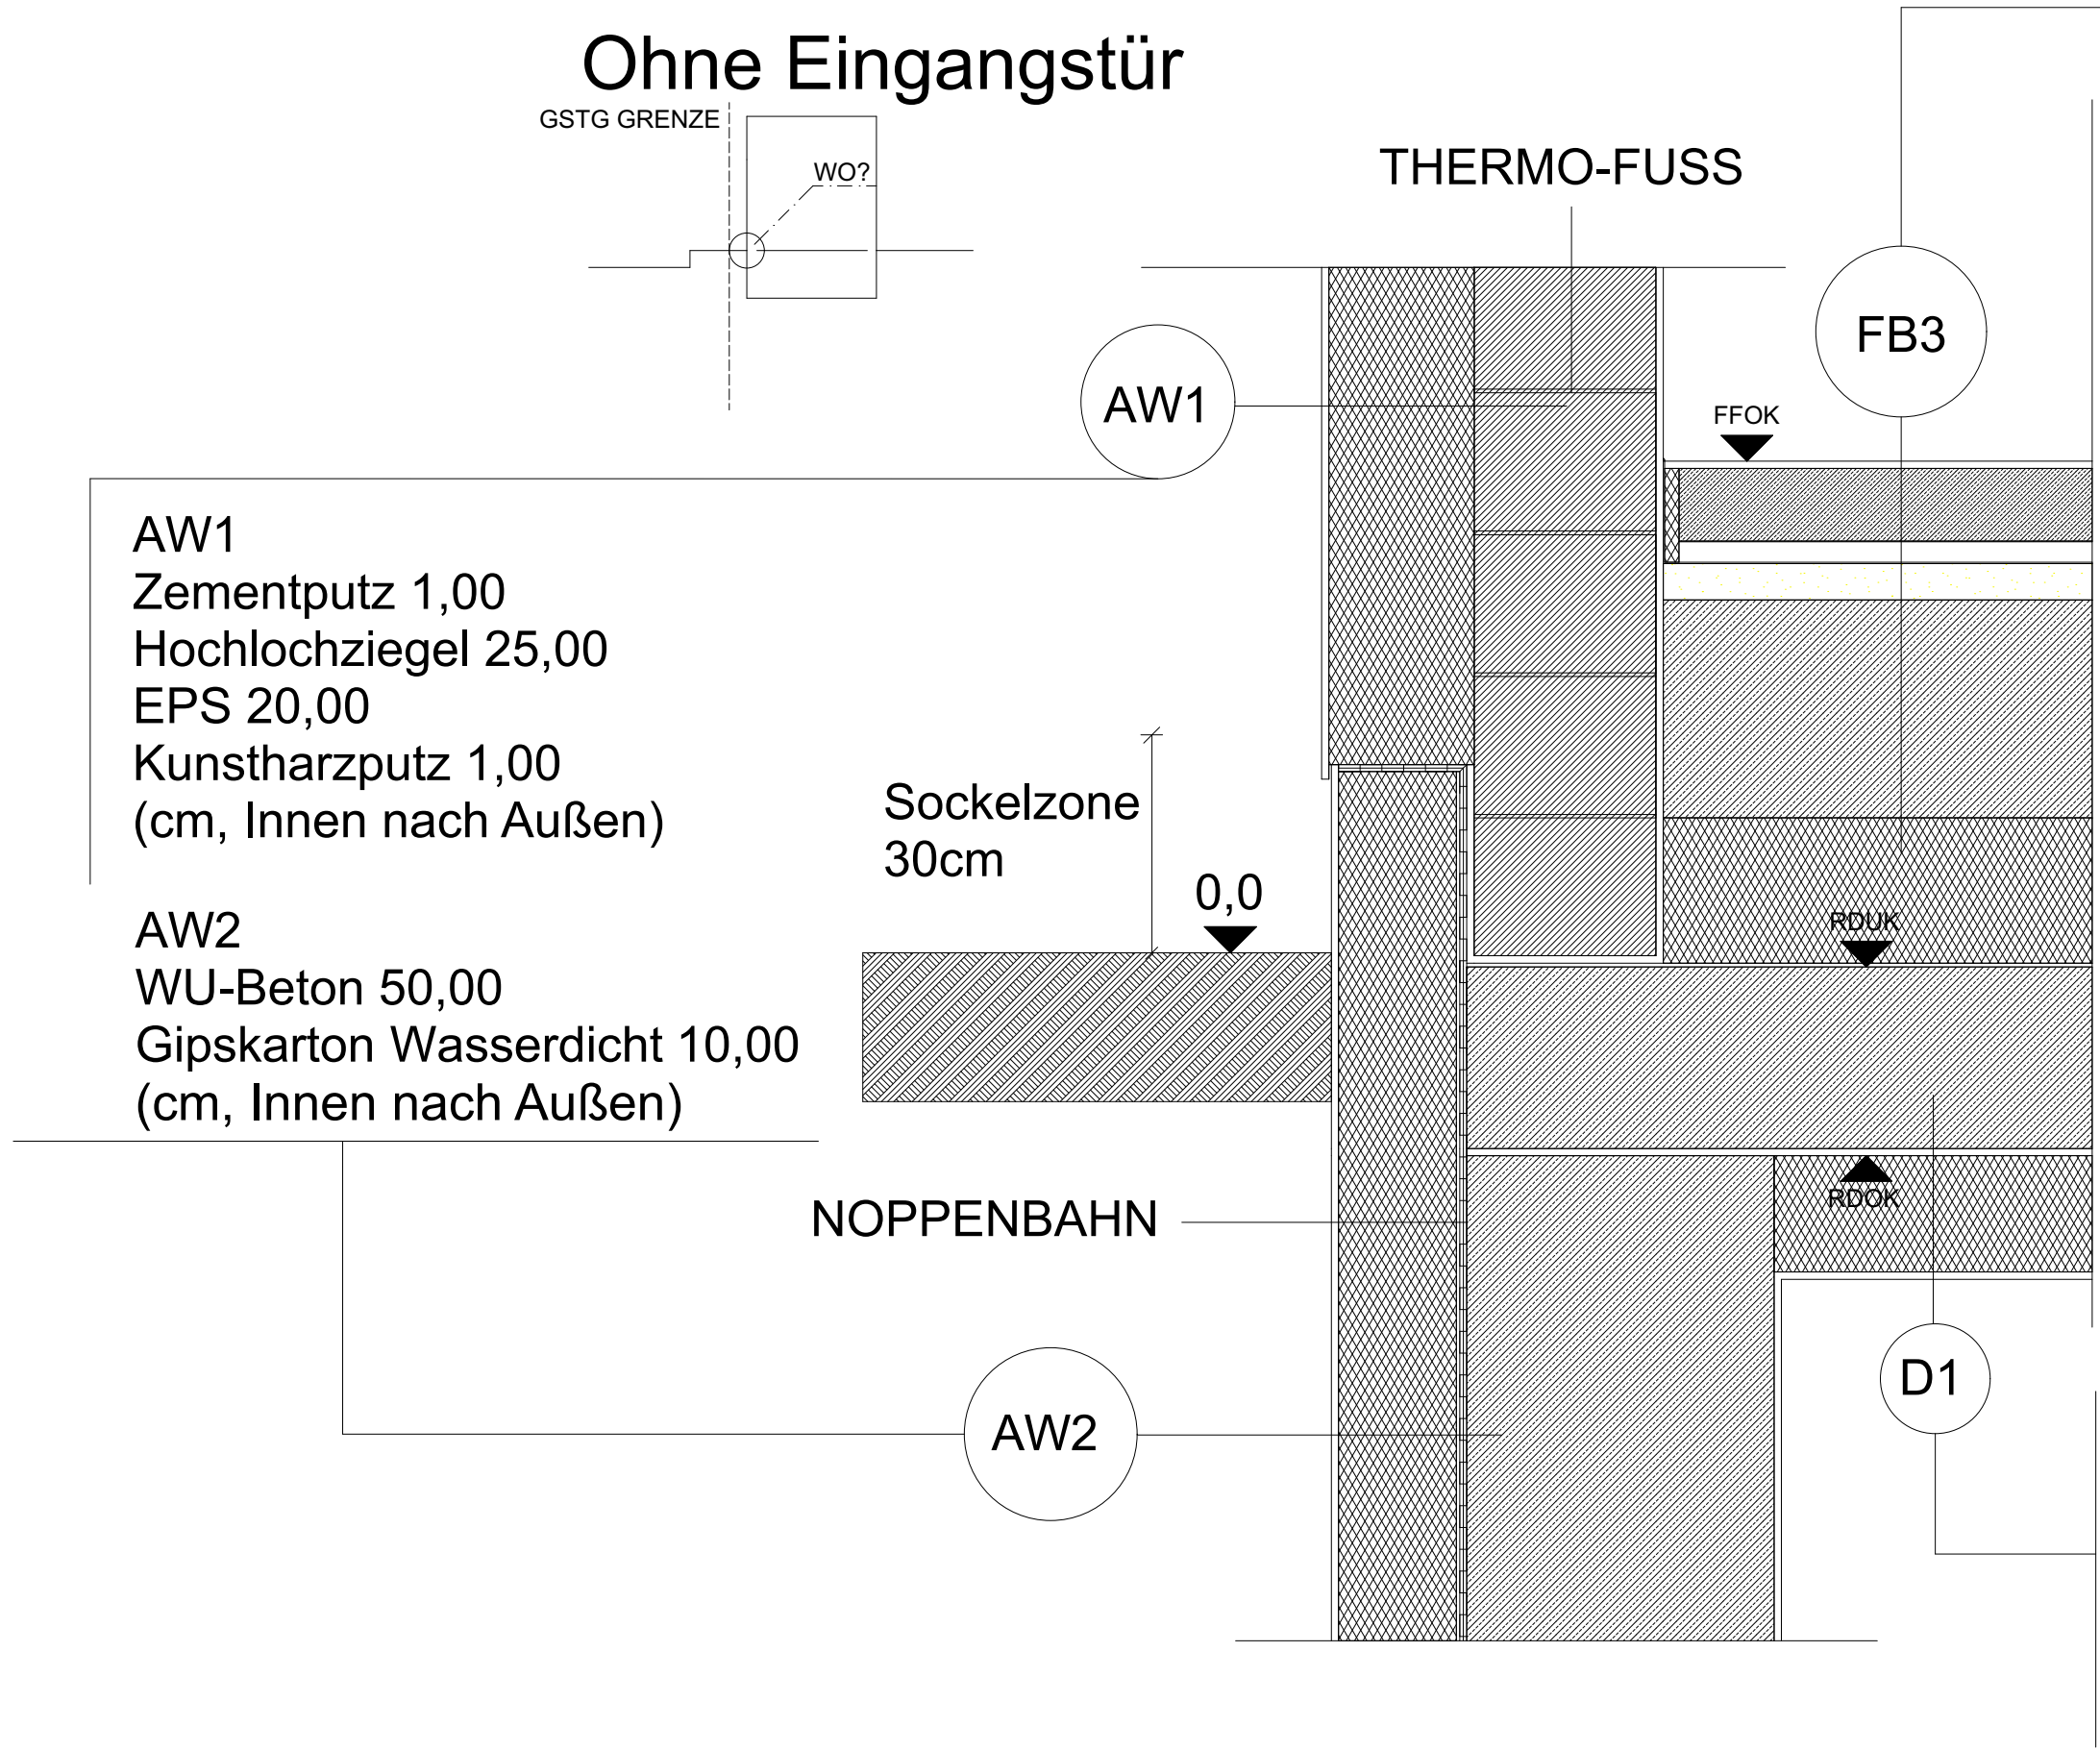 Ohne Eingangstür
GSTG GRENZE
WO?
THERMO-FUSS
FB3
AW1
FFOK
AW1
Zementputz 1,00
Hochlochziegel 25,00
EPS 20,00
Kunstharzputz 1,00
(cm, Innen nach Außen)
Sockelzone
30cm
0,0
RDUK
AW2
WU-Beton 50,00
Gipskarton Wasserdicht 10,00
(cm, Innen nach Außen)
NOPPENBAHN
RDOK
D1
AW2